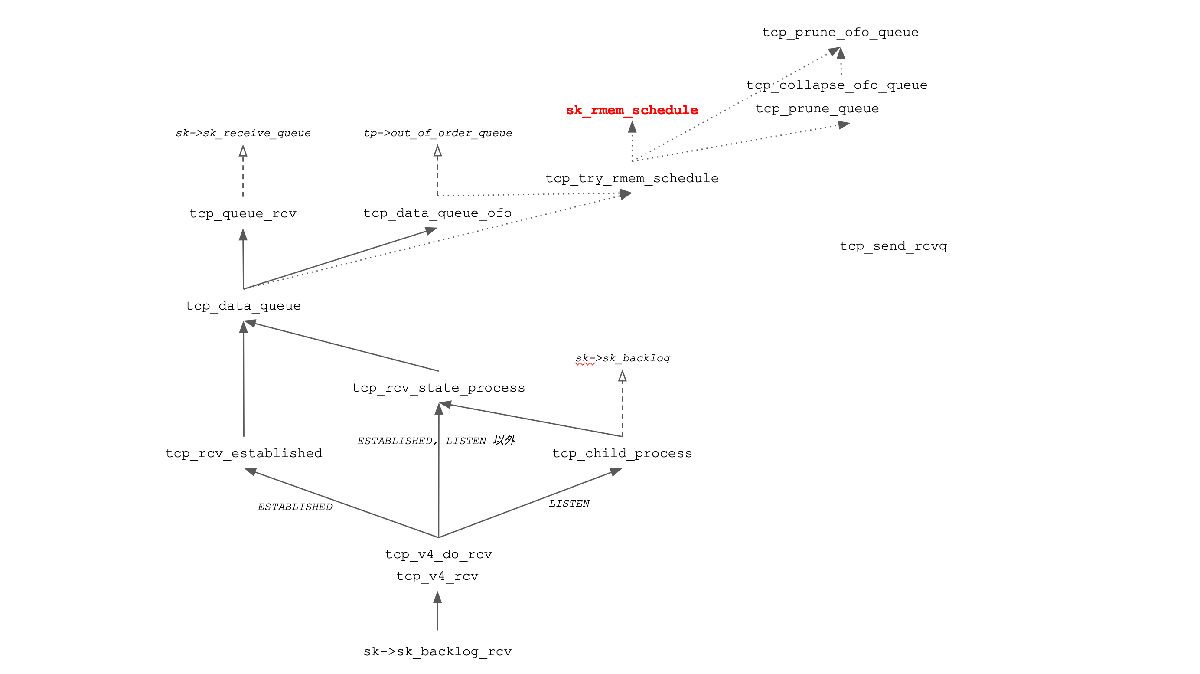 tcp_prune_ofo_queue
tcp_collapse_ofo_queue
sk_rmem_schedule
tcp_prune_queue
sk->sk_receive_queue
tp->out_of_order_queue
tcp_try_rmem_schedule
tcp_queue_rcv
tcp_data_queue_ofo
tcp_send_rcvq
tcp_data_queue
sk->sk_backlog
tcp_rcv_state_process
ESTABLISHED, LISTEN 以外
tcp_rcv_established
tcp_child_process
ESTABLISHED
LISTEN
tcp_v4_do_rcv
tcp_v4_rcv
sk->sk_backlog_rcv